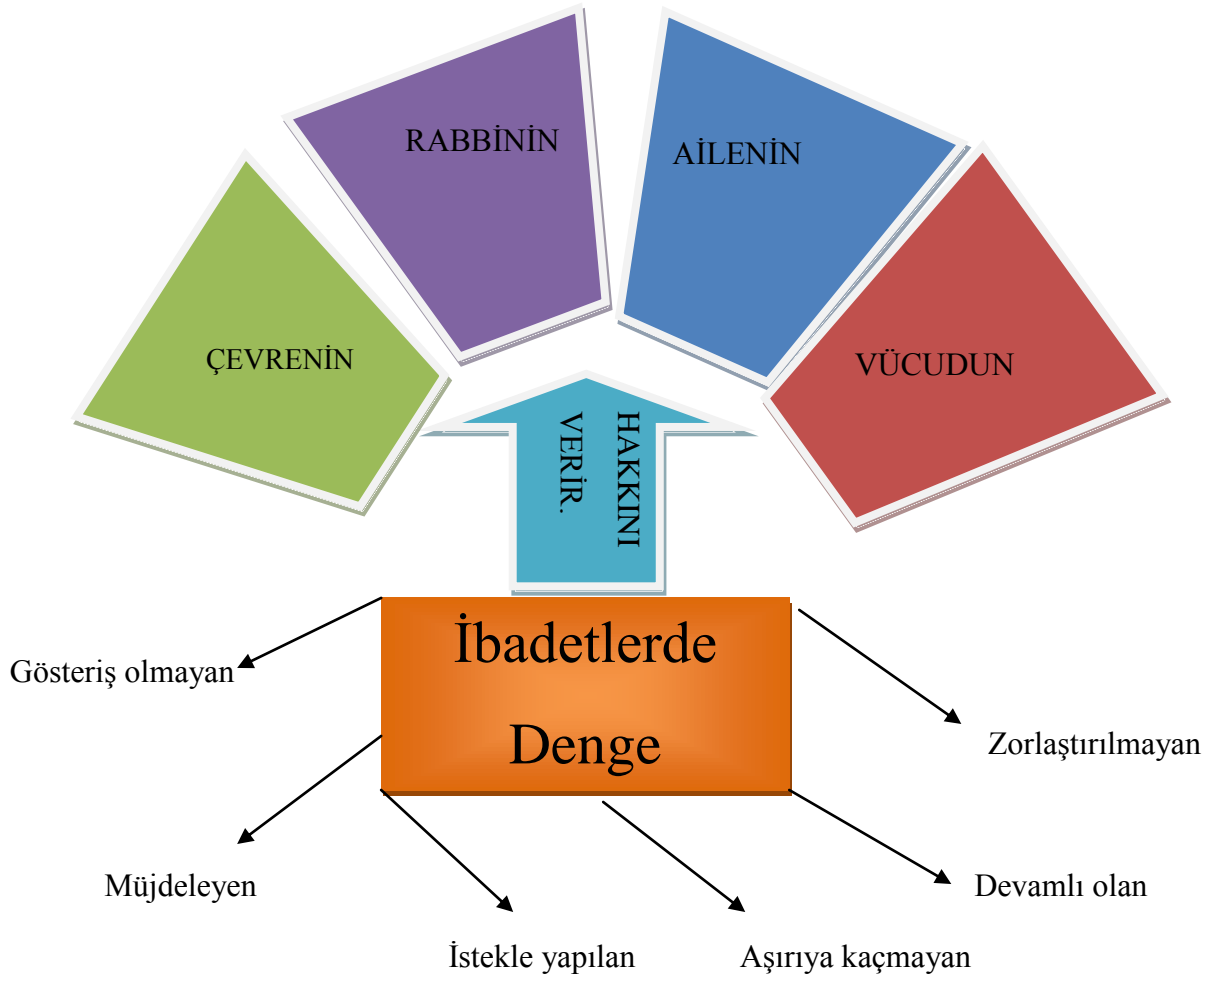 RABBİNİN
AİLENİN
ÇEVRENİN
VÜCUDUN
HAKKINI
VERİR.
İbadetlerde
Denge
Gösteriş olmayan
Zorlaştırılmayan
Müjdeleyen
Devamlı olan
İstekle yapılan
Aşırıya kaçmayan